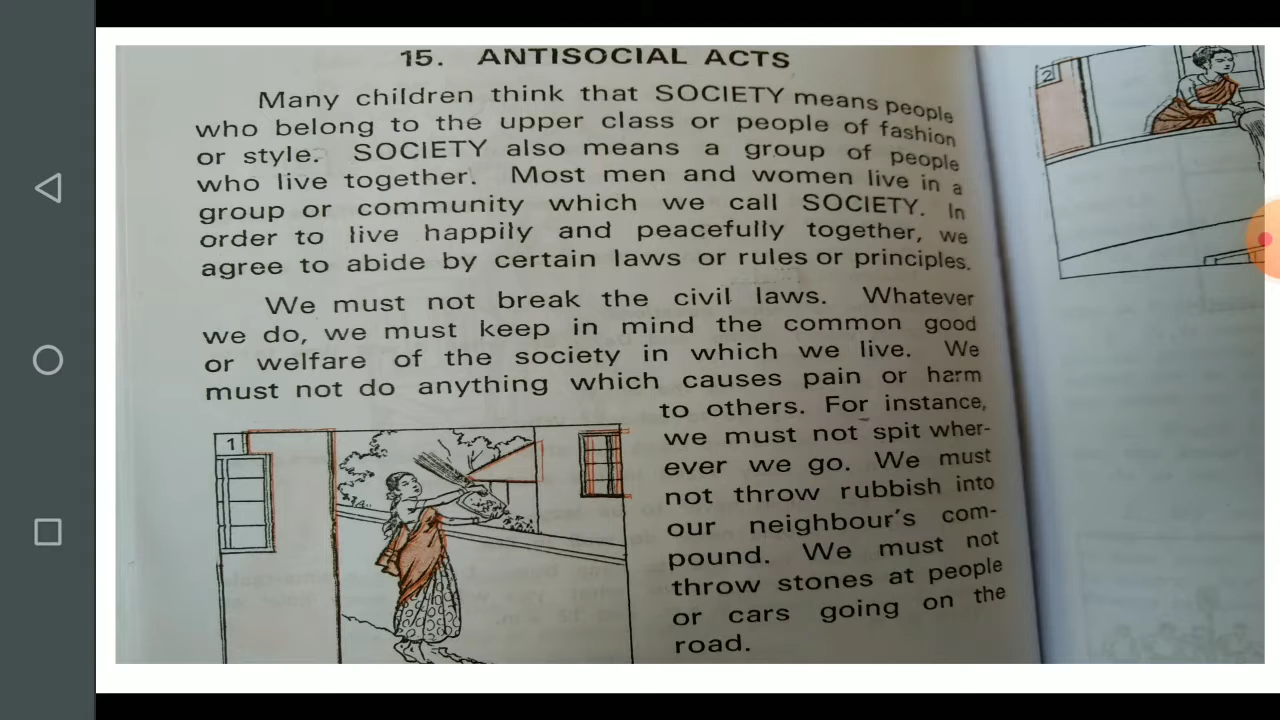 15. ANTISOCIAL ACTS
Many children think that SOCIETY means people
who belong to the upper class or people of fashion
or style. SOCIETY also means a group of people
who live together. Most men and women live in a
group or community which we call SOCIETY. In
order to live happily and peacefully together, we
agree to abide by certain laws or rules or principles.
We must not break the civil laws. Whatever
we do, we must keep in mind the common good
or welfare of the society in which we live. We
must not do anything which causes pain or harm
to others. For instance,
we must not spit wher-
ever we go. We must
not throw rubbish into
our neighbour's com-
pound. We must not
throw stones at people
or cars going on the
road.
1
2